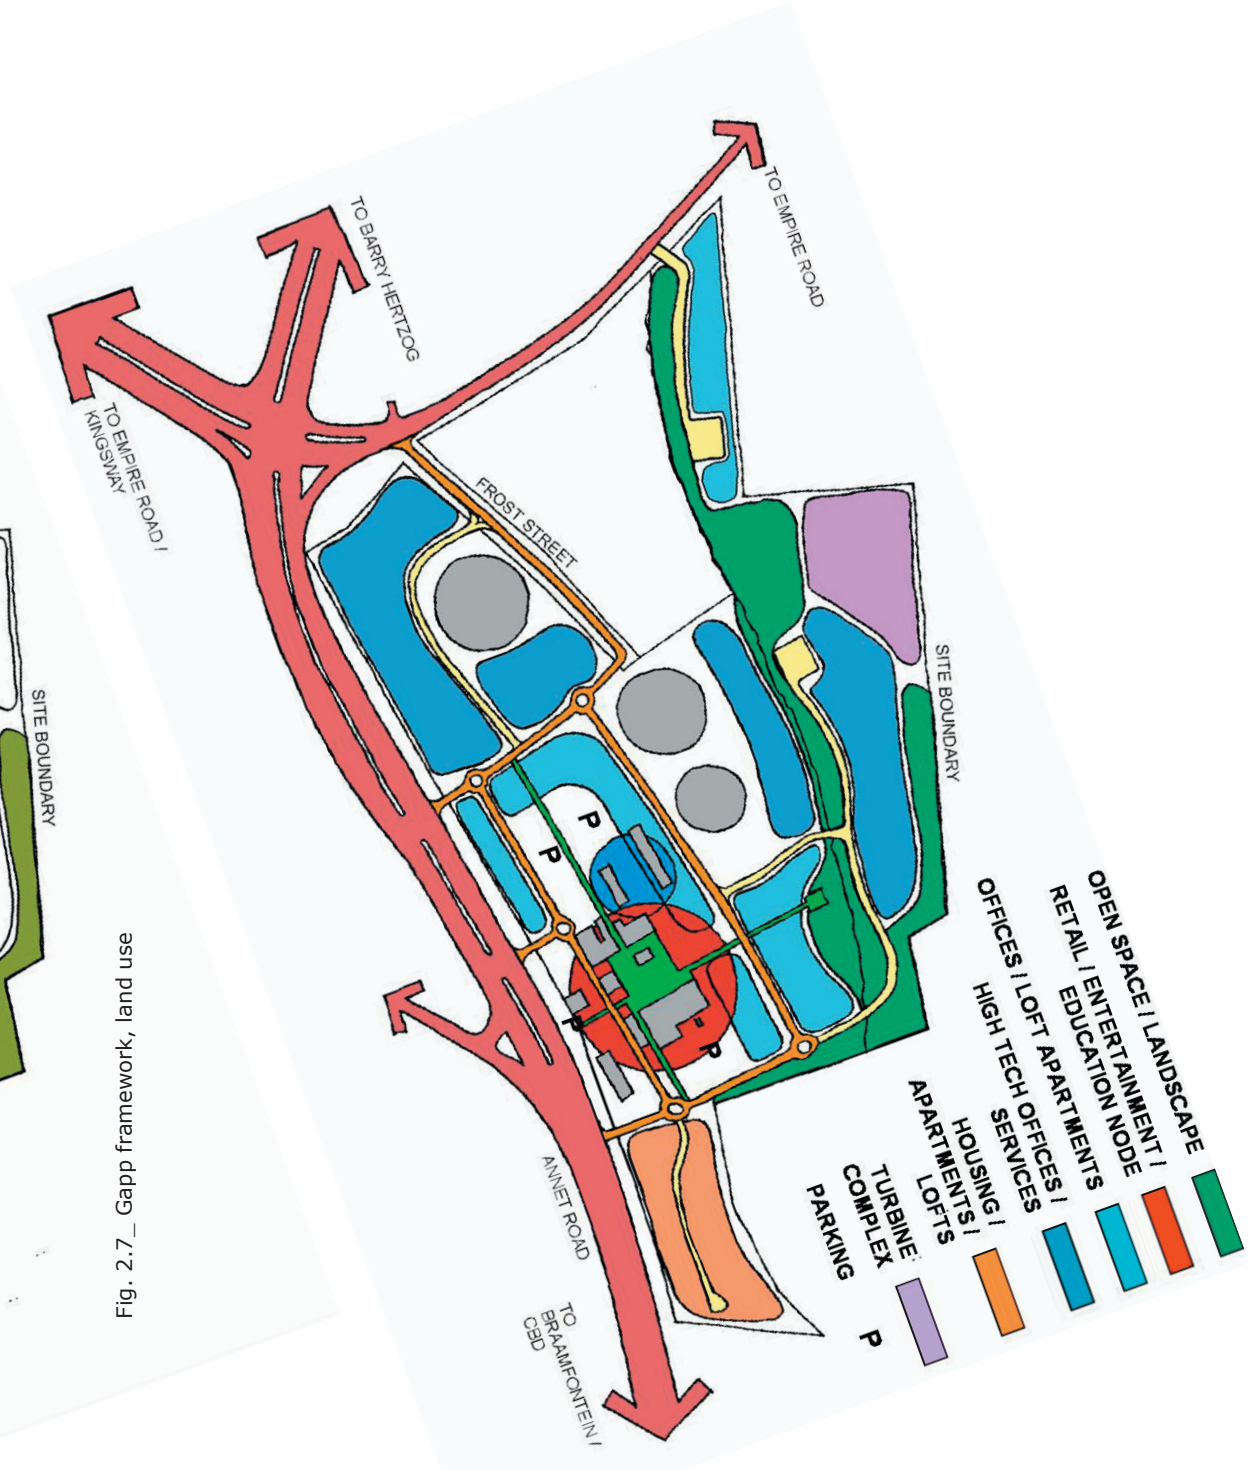 TO EMPIRE ROAD
TO BARRY HERTZOG
TO EMPIRE ROAD /
KINGSWAY
FROST STREET
SITE BOUNDARY
SITE BOUNDARY
P
P
P
P
ANNET ROAD
TO
BRAAMFONTEIN /
CBD
OPEN SPACE / LANDSCAPE
RETAIL / ENTERTAINMENT /
EDUCATION NODE
OFFICES / LOFT APARTMENTS
HIGH TECH OFFICES /
SERVICES
HOUSING /
APARTMENTS /
LOFTS
TURBINE
COMPLEX
PARKING
P
Fig. 2.7_ Gapp framework, land use